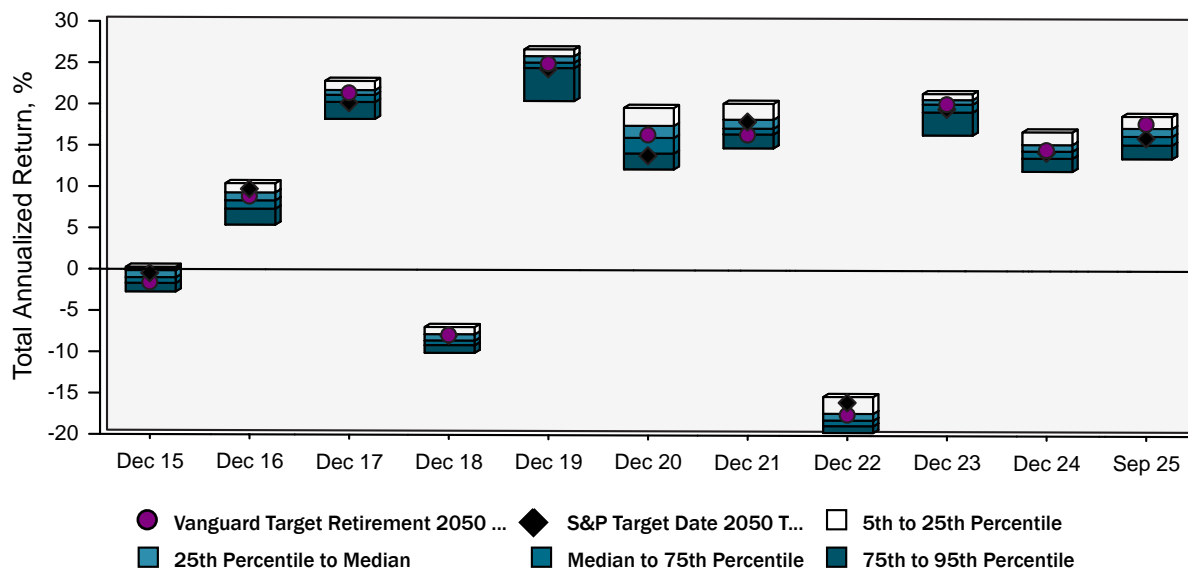 Total Annualized Return, %
30
25
20
15
10
5
0
-5
-10
-15
-20
Dec 15 Dec 16 Dec 17 Dec 18 Dec 19 Dec 20 Dec 21 Dec 22 Dec 23 Dec 24 Sep 25
Vanguard Target Retirement 2050 ... S&P Target Date 2050 T... 5th to 25th Percentile
25th Percentile to Median Median to 75th Percentile 75th to 95th Percentile